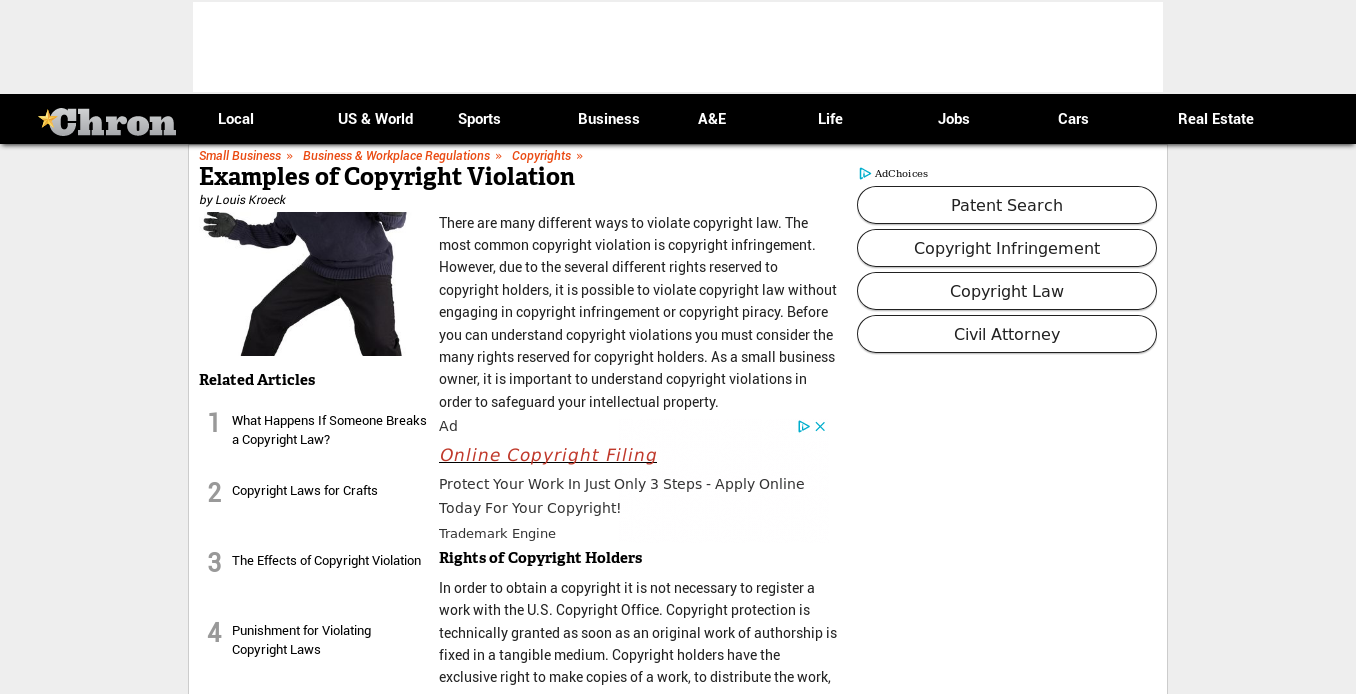 Chron
Local
US & World
Sports
Business
A&E
Life
Jobs
Cars
Real Estate
Small Business » Business & Workplace Regulations » Copyrights »
Examples of Copyright Violation
by Louis Kroeck
Related Articles
1 What Happens If Someone Breaks
a Copyright Law?
2 Copyright Laws for Crafts
3 The Effects of Copyright Violation
4 Punishment for Violating
Copyright Laws
There are many different ways to violate copyright law. The
most common copyright violation is copyright infringement.
However, due to the several different rights reserved to
copyright holders, it is possible to violate copyright law without
engaging in copyright infringement or copyright piracy. Before
you can understand copyright violations you must consider the
many rights reserved for copyright holders. As a small business
owner, it is important to understand copyright violations in
order to safeguard your intellectual property.
Ad
Online Copyright Filing
Protect Your Work In Just Only 3 Steps - Apply Online
Today For Your Copyright!
Trademark Engine
Rights of Copyright Holders
In order to obtain a copyright it is not necessary to register a
work with the U.S. Copyright Office. Copyright protection is
technically granted as soon as an original work of authorship is
fixed in a tangible medium. Copyright holders have the
exclusive right to make copies of a work, to distribute the work,
AdChoices
Patent Search
Copyright Infringement
Copyright Law
Civil Attorney